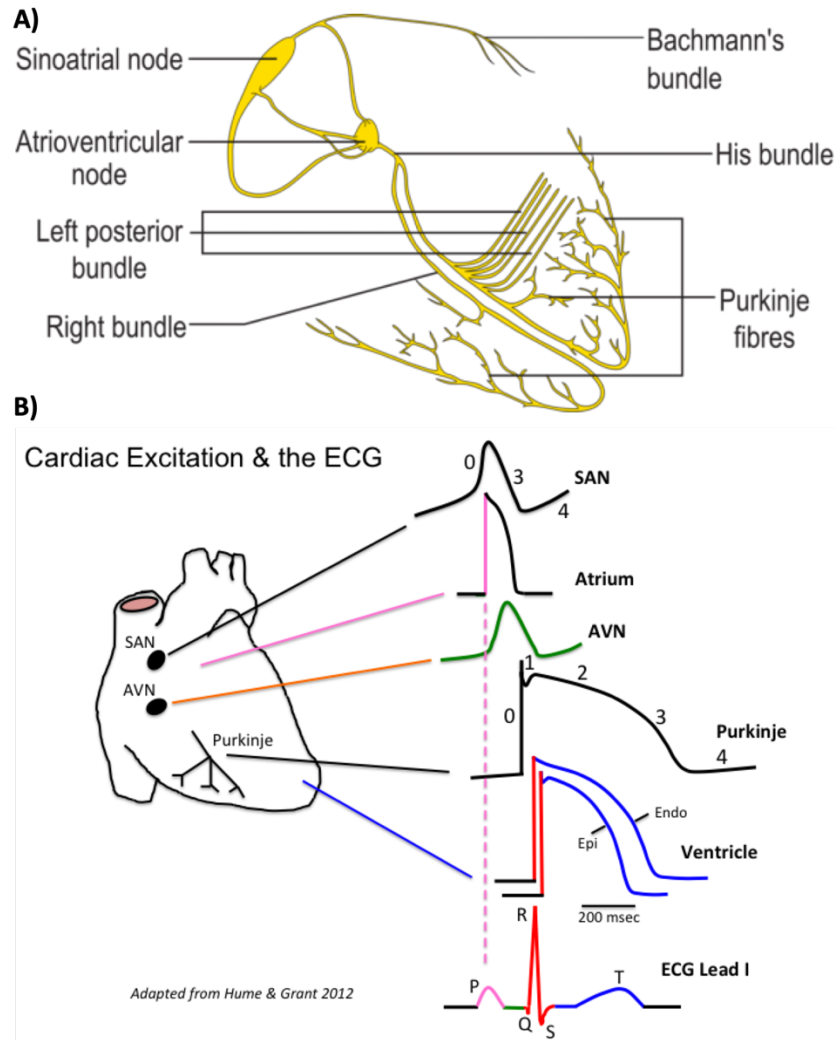 A)
Sinoatrial node
Bachmann's
bundle
Atrioventricular
node
His bundle
Left posterior
bundle
Right bundle
Purkinje
fibres
B)
Cardiac Excitation & the ECG
0
3
4
SAN
Atrium
AVN
SAN
AVN
Purkinje
0
1
2
3
4
Purkinje
Endo
Epi
Ventricle
200 msec
R
ECG Lead I
P
Q
S
T
Adapted from Hume & Grant 2012